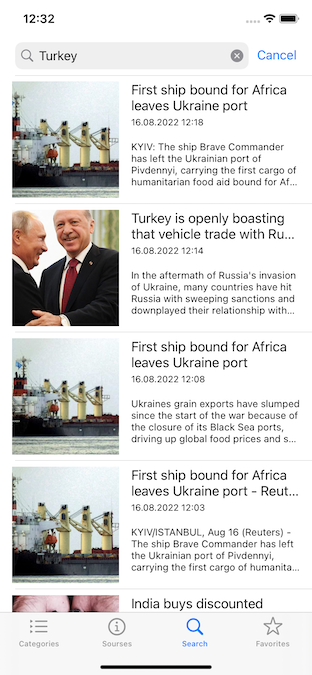 12:32
Turkey
Cancel
First ship bound for Africa
leaves Ukraine port
16.08.2022 12:18
KYIV: The ship Brave Commander
has left the Ukrainian port of
Pivdennyi, carrying the first cargo of
humanitarian food aid bound for Af...
Turkey is openly boasting
that vehicle trade with Ru...
16.08.2022 12:14
In the aftermath of Russia's invasion
of Ukraine, many countries have hit
Russia with sweeping sanctions and
downplayed their relationship with...
First ship bound for Africa
leaves Ukraine port
16.08.2022 12:08
Ukraines grain exports have slumped
since the start of the war because of
the closure of its Black Sea ports,
driving up global food prices and s...
First ship bound for Africa
leaves Ukraine port - Reut...
16.08.2022 12:03
KYIV/ISTANBUL, Aug 16 (Reuters) -
The ship Brave Commander has left
the Ukrainian port of Pivdennyi,
carrying the first cargo of humanita...
India buys discounted
Categories
Sourses
Search
Favorites